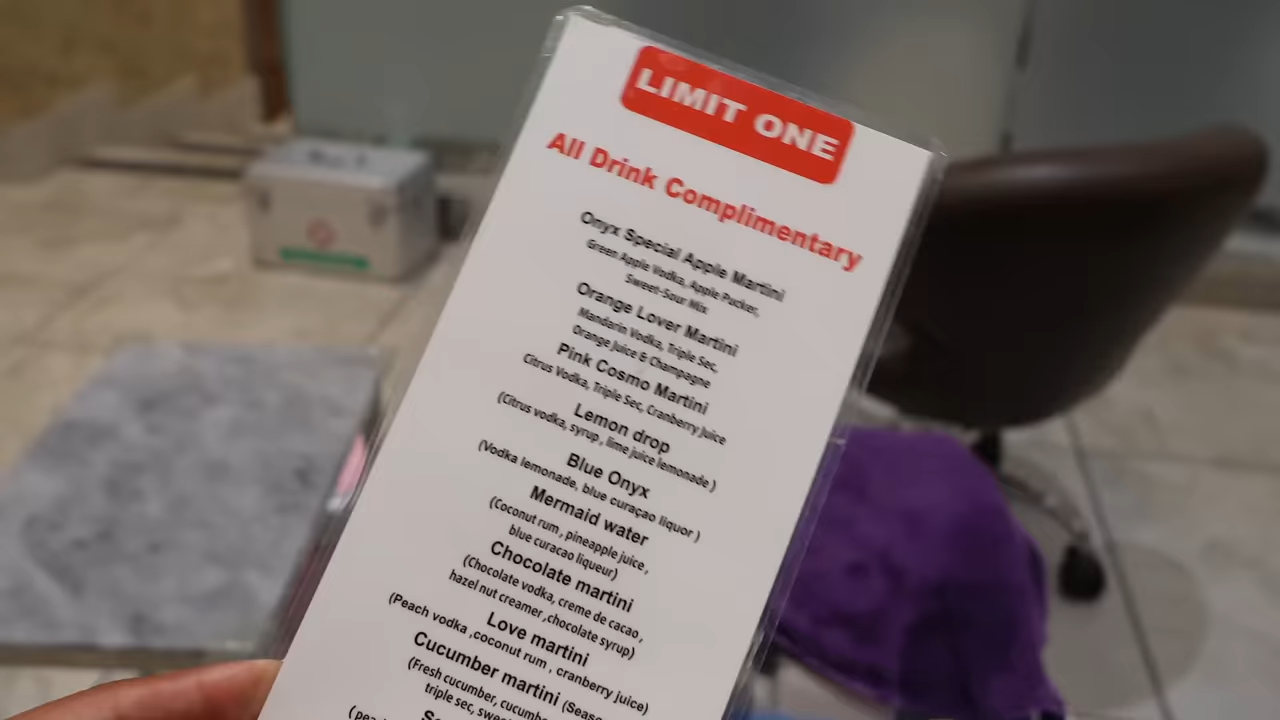 LIMIT ONE
All Drink Complimentary
Onyx Special Apple Martini
Green Apple Vodka, Apple Pucker,
Sweet-Sour Mix
Orange Lover Martini
Mandarin Vodka, Triple Sec,
Orange Juice & Champagne
Pink Cosmo Martini
Citrus Vodka, Triple Sec, Cranberry Juice
Lemon drop
(Citrus vodka, syrup , lime juice lemonade )
Blue Onyx
(Vodka lemonade, blue curaçao liquor )
Mermaid water
(Coconut rum , pineapple juice ,
blue curacao liqueur)
Chocolate martini
(Chocolate vodka, creme de cacao ,
hazel nut creamer ,chocolate syrup)
Love martini
(Peach vodka ,coconut rum , cranberry juice)
Cucumber martini
(Fresh cucumber,
triple sec,